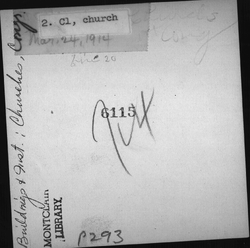 2. Cl, church
Mar. 24, 1914
6115
Buildings & Inst.: Churches, Cong.
MONTCLAIR
LIBRARY
P293